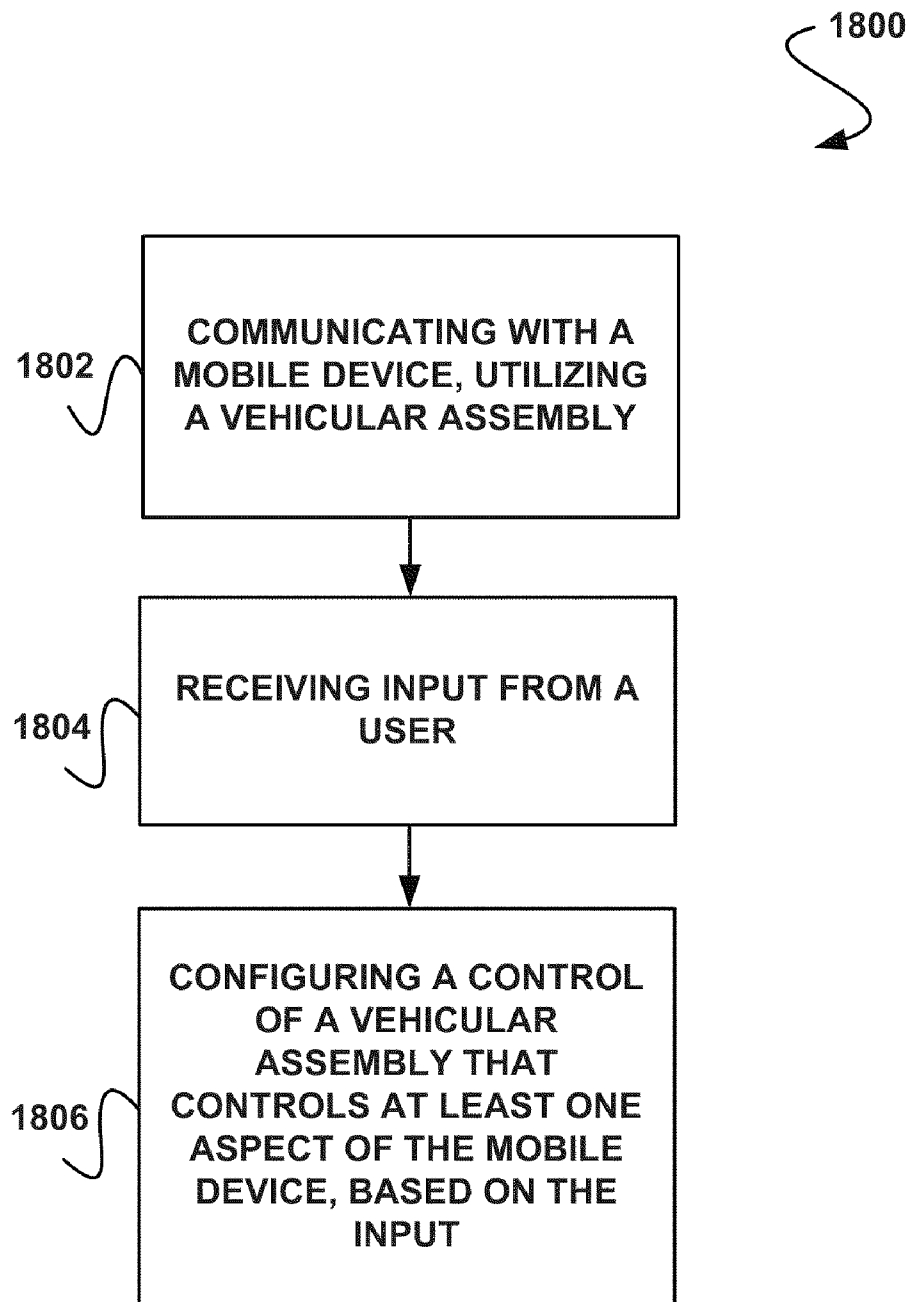 1800
COMMUNICATING WITH A
MOBILE DEVICE, UTILIZING
A VEHICULAR ASSEMBLY
1802
RECEIVING INPUT FROM A
USER
1804
CONFIGURING A CONTROL
OF A VEHICULAR
ASSEMBLY THAT
CONTROLS AT LEAST ONE
ASPECT OF THE MOBILE
DEVICE, BASED ON THE
INPUT
1806